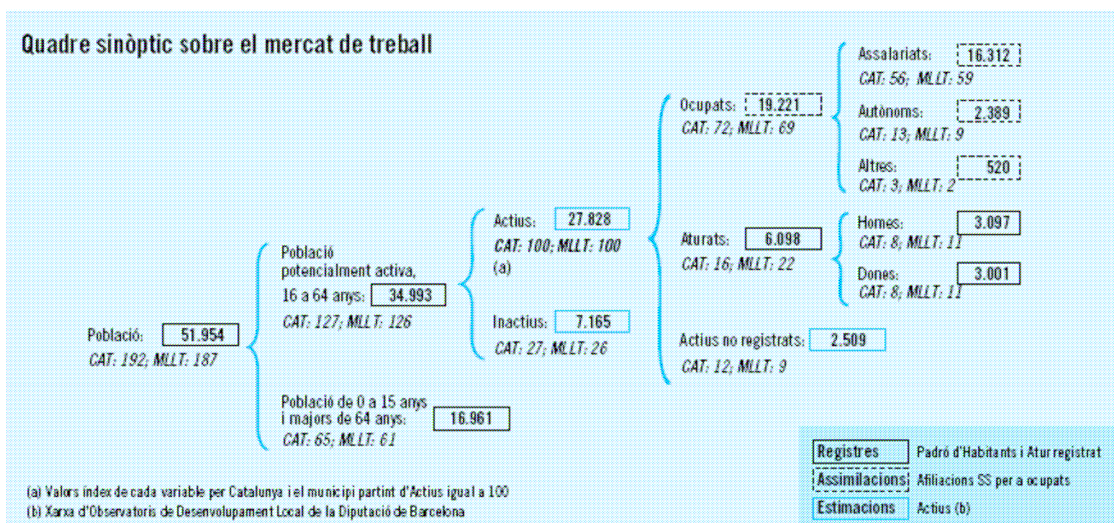 Quadre sinòptic sobre el mercat de treball
Població: 51.954
CAT: 192; MLLT: 187
Població
potencialment activa,
16 a 64 anys: 34.993
CAT: 127; MLLT: 126
Població de 0 a 15 anys
i majors de 64 anys: 16.961
CAT: 65; MLLT: 61
Actius: 27.828
CAT: 100; MLLT: 100
(a)
Inactius: 7.165
CAT: 27; MLLT: 26
Ocupats: 19.221
CAT: 72; MLLT: 69
Aturats: 6.098
CAT: 16; MLLT: 22
Actius no registrats: 2.509
CAT: 12; MLLT: 9
Assalariats: 16.312
CAT: 56; MLLT: 59
Autònoms: 2.389
CAT: 13; MLLT: 9
Altres: 520
CAT: 3; MLLT: 2
Homes: 3.097
CAT: 8; MLLT: 11
Dones: 3.001
CAT: 8; MLLT: 11
Registres Padró d'Habitants i Atur registrat
Assimilacions Afiliacions SS per a ocupats
Estimacions Actius (b)
(a) Valors índex de cada variable per Catalunya i el municipi partint d'Actius igual a 100
(b) Xarxa d'Observatoris de Desenvolupament Local de la Diputació de Barcelona